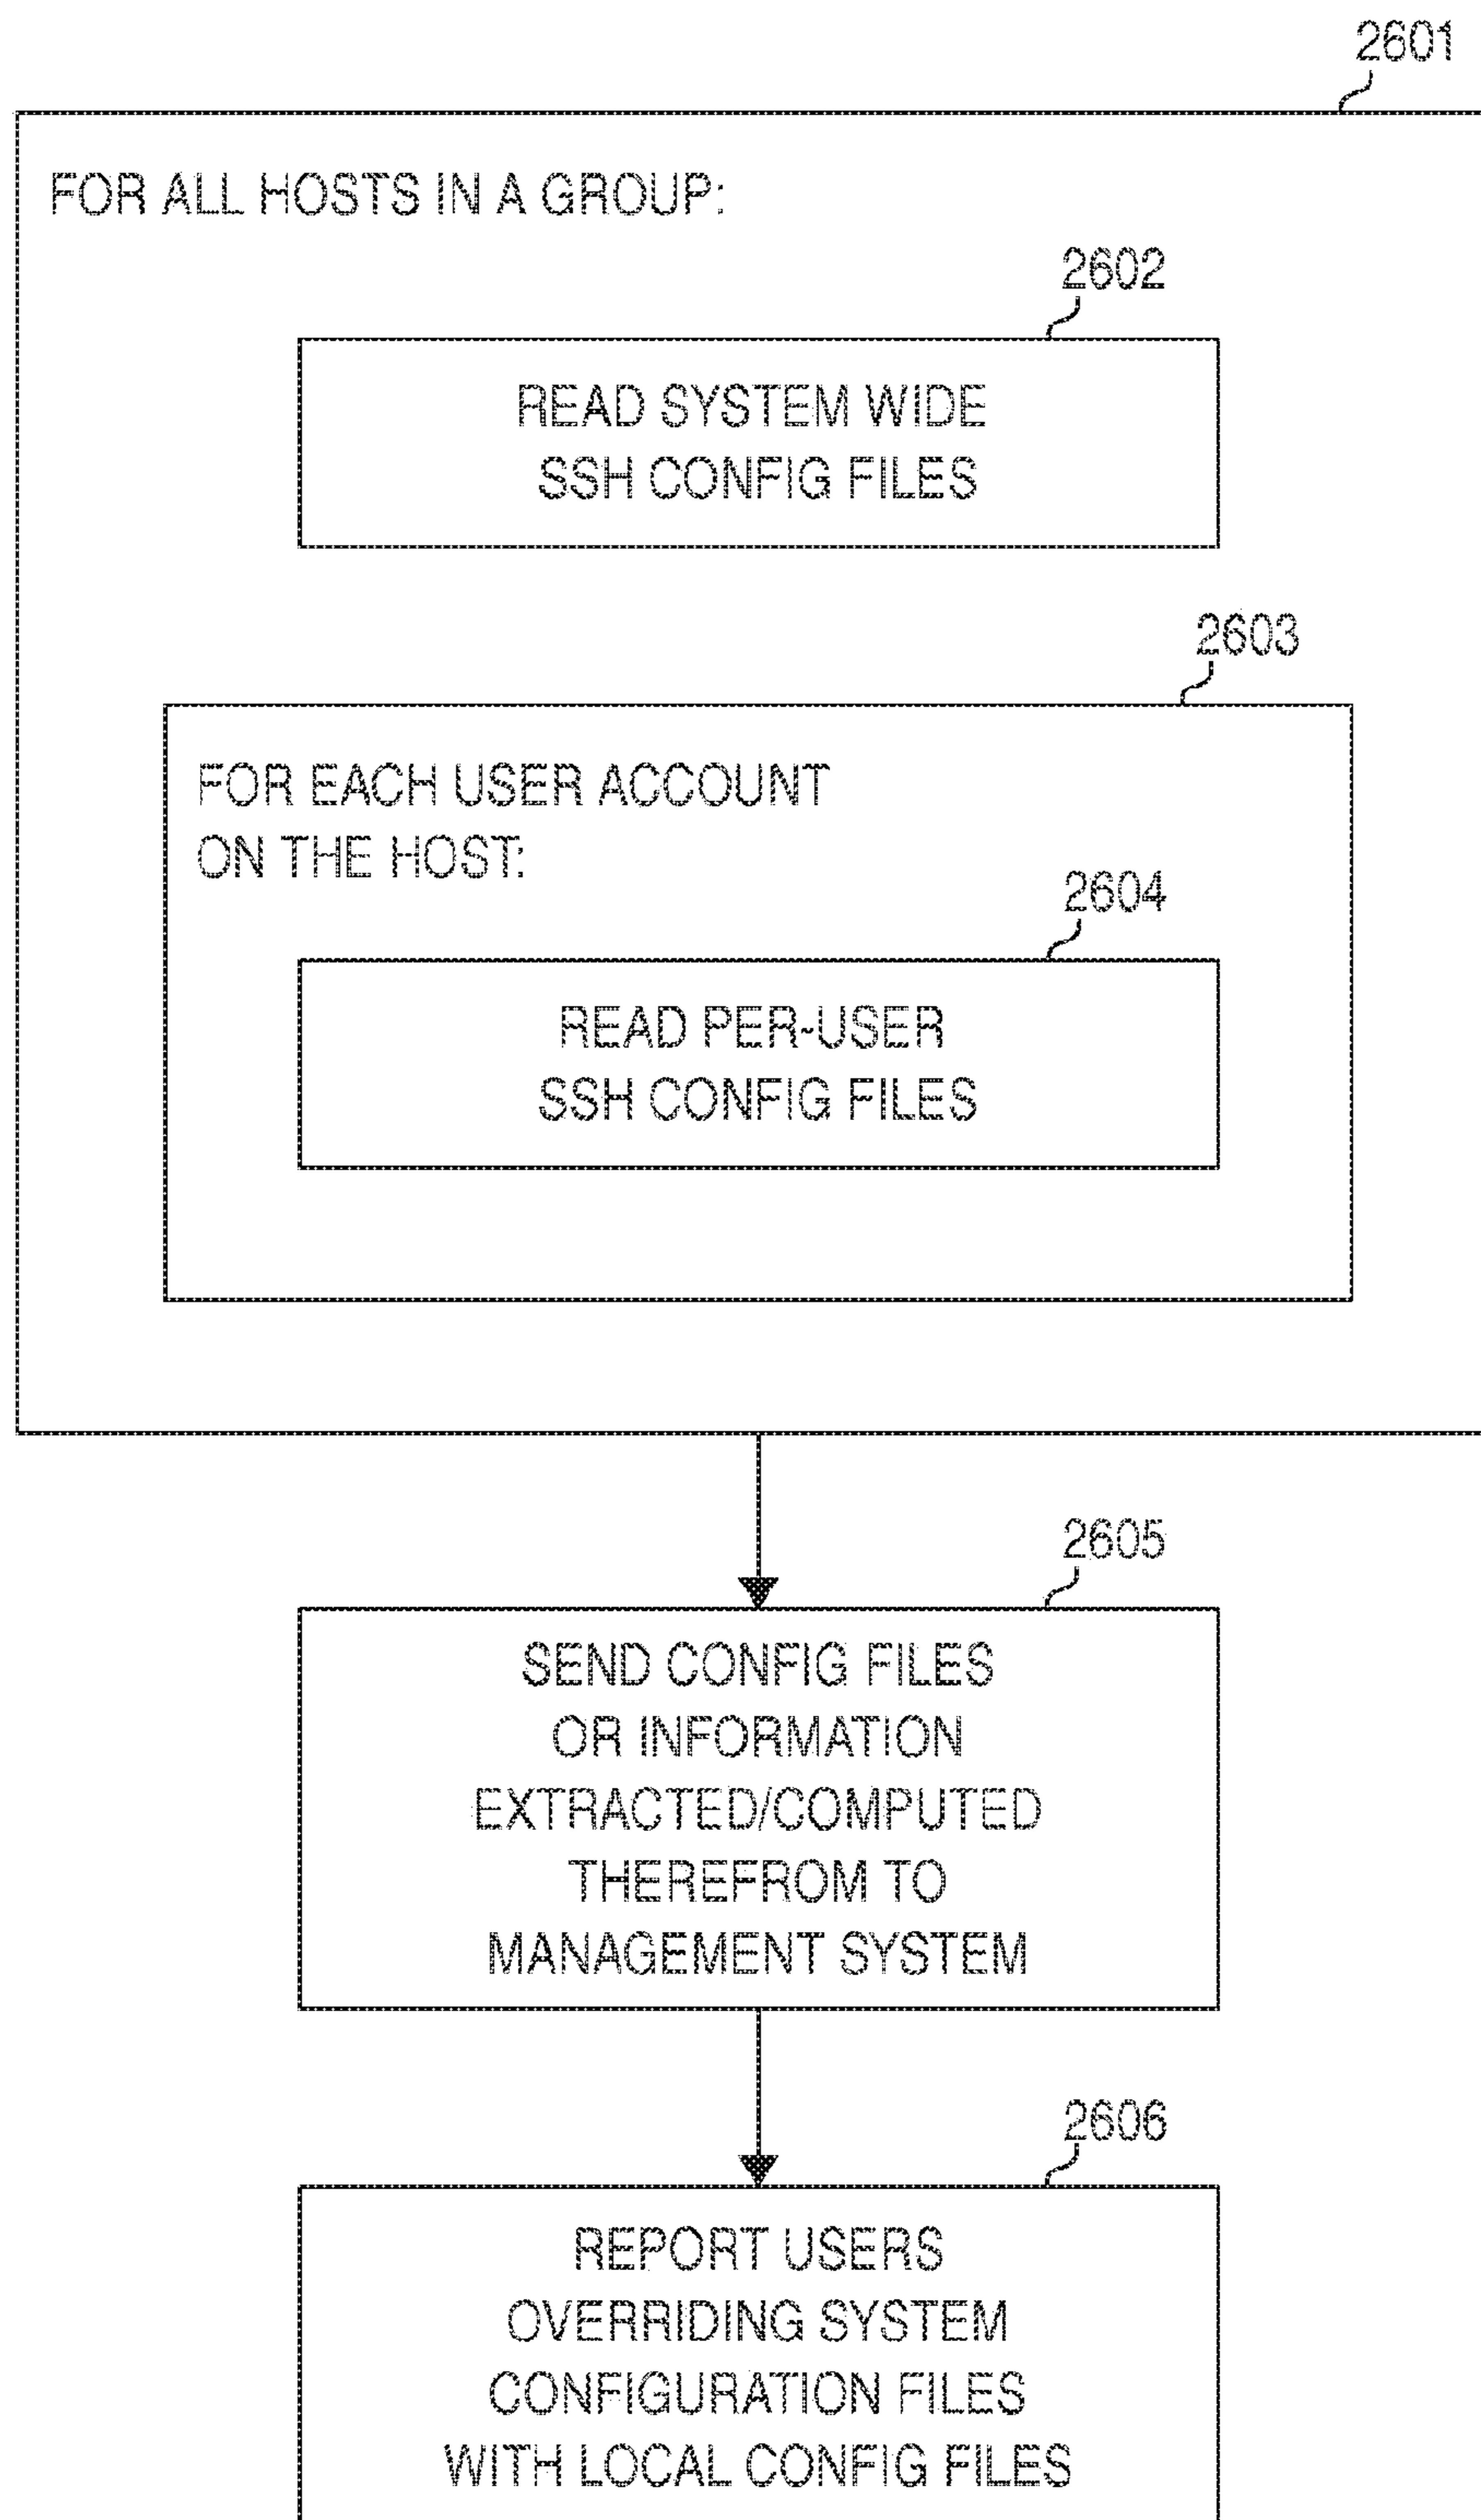 2601
FOR ALL HOSTS IN A GROUP:
2602
READ SYSTEM WIDE
SSH CONFIG FILES
2603
FOR EACH USER ACCOUNT
ON THE HOST:
2604
READ PER-USER
SSH CONFIG FILES
2605
SEND CONFIG FILES
OR INFORMATION
EXTRACTED/COMPUTED
THEREFROM TO
MANAGEMENT SYSTEM
2606
REPORT USERS
OVERRIDING SYSTEM
CONFIGURATION FILES
WITH LOCAL CONFIG FILES